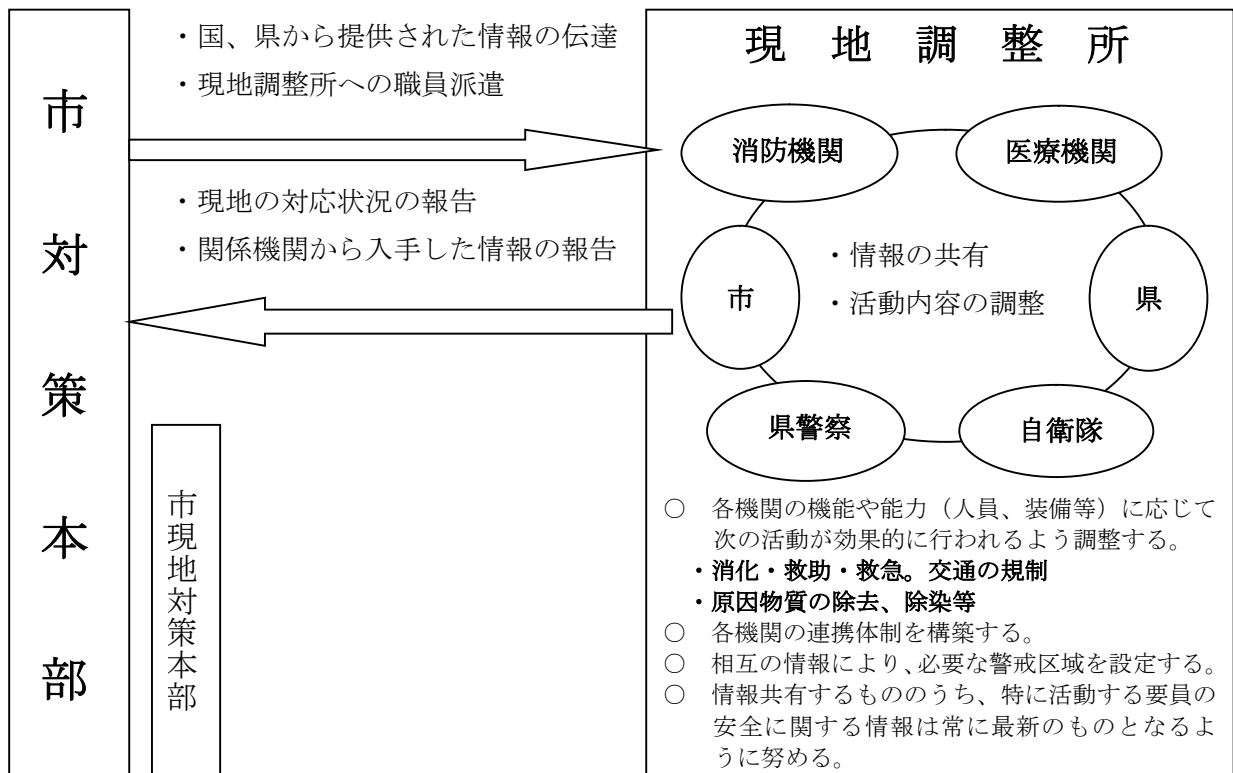 市対策本部
・国、県から提供された情報の伝達
・現地調整所への職員派遣
・現地の対応状況の報告
・関係機関から入手した情報の報告
市現地対策本部
現地調整所
消防機関
医療機関
市
・情報の共有
・活動内容の調整
県
県警察
自衛隊
○ 各機関の機能や能力（人員、装備等）に応じて
次の活動が効果的に行われるよう調整する。
・消化・救助・救急。交通の規制
・原因物質の除去、除染等
○ 各機関の連携体制を構築する。
○ 相互の情報により、必要な警戒区域を設定する。
○ 情報共有するもののうち、特に活動する要員の
安全に関する情報は常に最新のものとなるよ
うに努める。